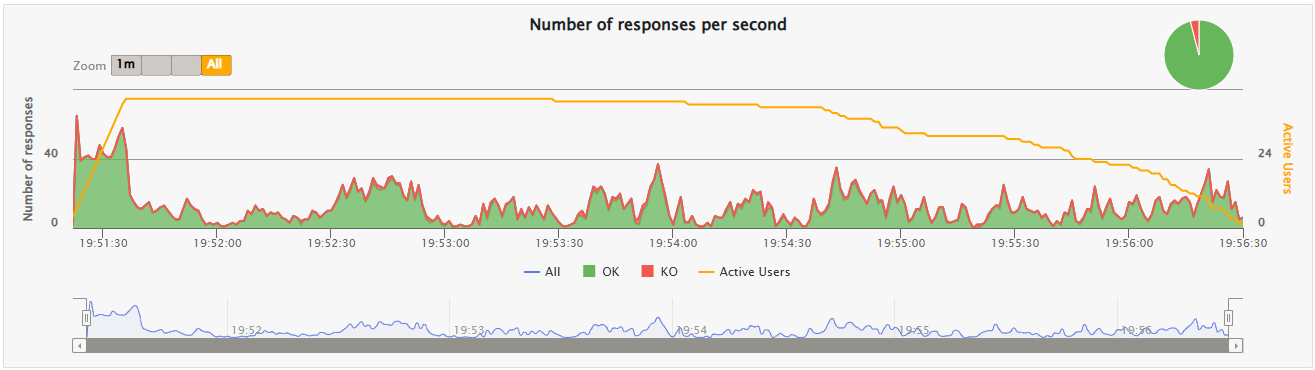 Number of responses per second
Zoom 1m All
Number of responses
40
0
Active Users
24
0
19:51:30 19:52:00 19:52:30 19:53:00 19:53:30 19:54:00 19:54:30 19:55:00 19:55:30 19:56:00 19:56:30
All OK KO Active Users
19:52 19:53 19:54 19:55 19:56